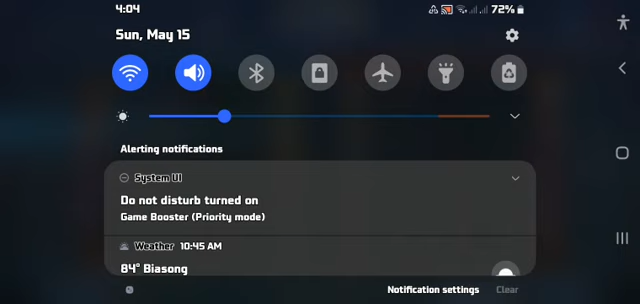 4:04
72%
Sun, May 15
Alerting notifications
System UI
Do not disturb turned on
Game Booster (Priority mode)
Weather 10:45 AM
84° Biasong
Notification settings Clear